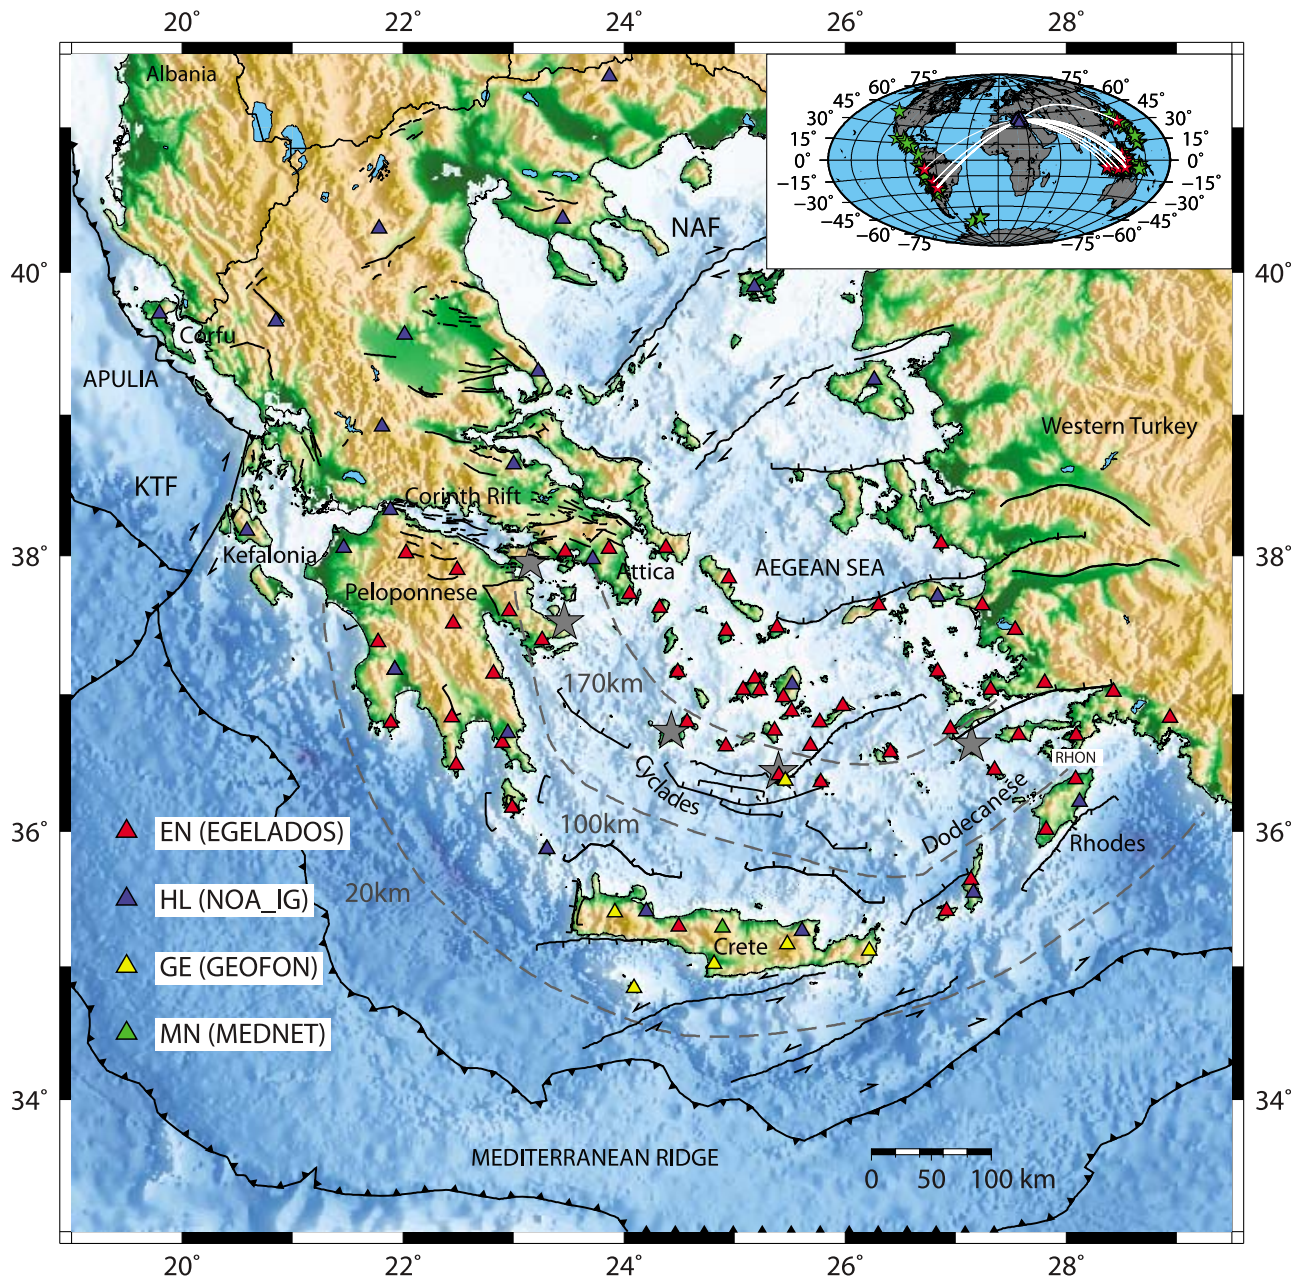 20° 22° 24° 26° 28°
Albania
75° 75°
60° 60°
45° 45°
30° 30°
15° 15°
0° 0°
−15° −15°
−30° −30°
−45° −45°
−60° −60°
−75° −75°
NAF
40° 40°
Corfu
APULIA
Western Turkey
KTF
Corinth Rift
38° 38°
Kefalonia
Attica
AEGEAN SEA
Peloponnese
170km
RHON
Cyclades
Dodecanese
100km
36° 36°
EN (EGELADOS)
Rhodes
20km
HL (NOA_IG)
Crete
GE (GEOFON)
MN (MEDNET)
34° 34°
MEDITERRANEAN RIDGE
0 50 100 km
20° 22° 24° 26° 28°